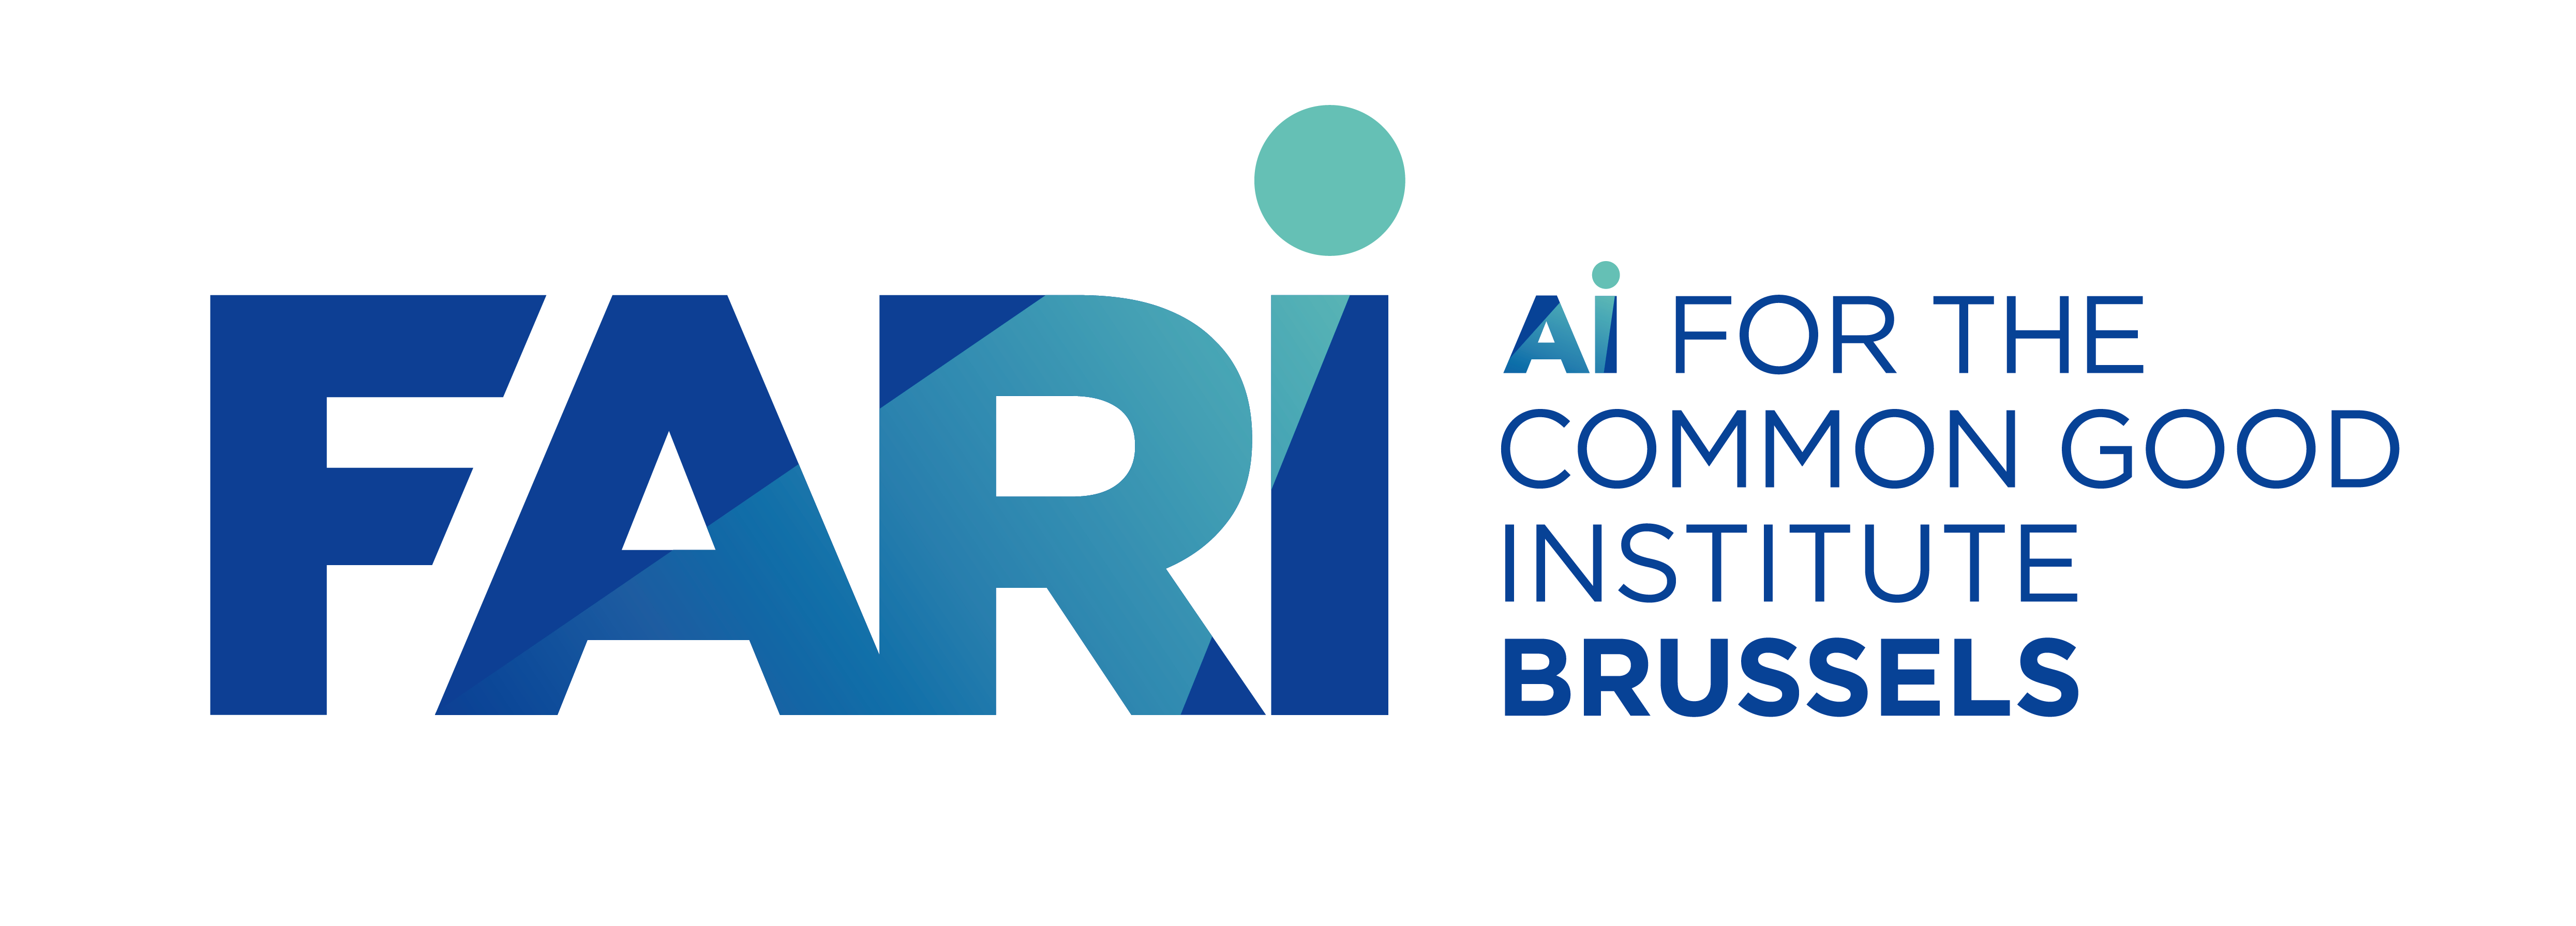 FARi
Ai FOR THE
COMMON GOOD
INSTITUTE
BRUSSELS